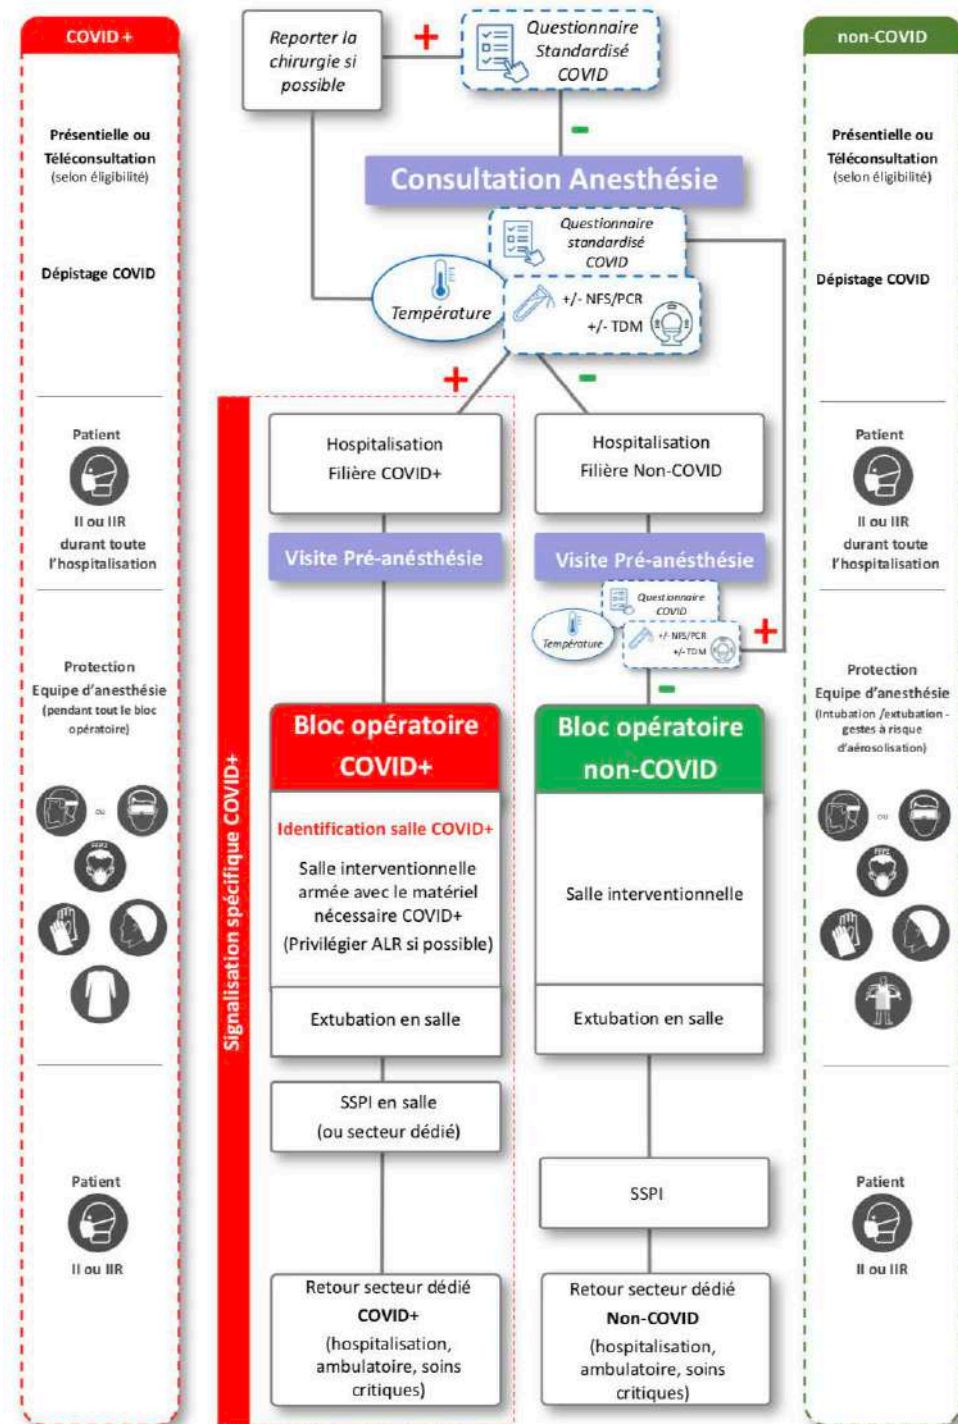 COVID +
Présentielle ou
Téléconsultation
(selon éligibilité)
Dépistage COVID
Patient
II ou IIR
durant toute
l'hospitalisation
Protection
Equipe d'anesthésie
(pendant tout le bloc
opératoire)
ou
FFP2
Patient
II ou IIR
Reporter la
chirurgie si
possible
+
Questionnaire
Standardisé
COVID
-
Consultation Anesthésie
Questionnaire
standardisé
COVID
Température
+/- NFS/PCR
+/- TDM
+
-
Signalisation spécifique COVID+
Hospitalisation
Filière COVID+
Visite Pré-anésthésie
Bloc opératoire
COVID+
Identification salle COVID+
Salle interventionnelle
armée avec le matériel
nécessaire COVID+
(Privilégier ALR si possible)
Extubation en salle
SSPI en salle
(ou secteur dédié)
Retour secteur dédié
COVID+
(hospitalisation,
ambulatoire, soins
critiques)
Hospitalisation
Filière Non-COVID
Visite Pré-anésthésie
Questionnaire
COVID
Température
+/- NFS/PCR
+/- TDM
+
-
Bloc opératoire
non-COVID
Salle interventionnelle
Extubation en salle
SSPI
Retour secteur dédié
Non-COVID
(hospitalisation,
ambulatoire, soins
critiques)
non-COVID
Présentielle ou
Téléconsultation
(selon éligibilité)
Dépistage COVID
Patient
II ou IIR
durant toute
l'hospitalisation
Protection
Equipe d'anesthésie
(Intubation /extubation -
gestes à risque
d'aérosolisation)
ou
FFP2
Patient
II ou IIR